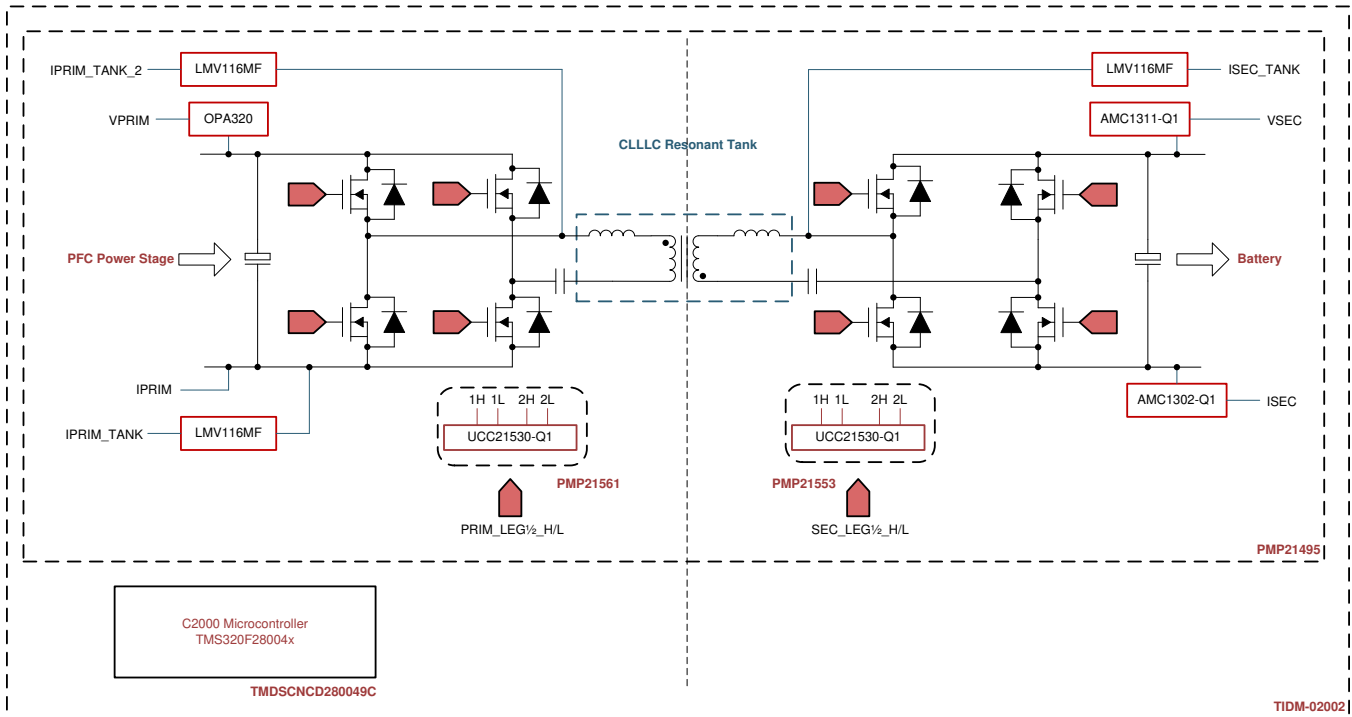 IPRIM_TANK_2
LMV116MF
LMV116MF
ISEC_TANK
VPRIM
OPA320
AMC1311-Q1
VSEC
CLLLC Resonant Tank
PFC Power Stage
Battery
IPRIM
IPRIM_TANK
LMV116MF
AMC1302-Q1
ISEC
1H 1L 2H 2L
UCC21530-Q1
PMP21561
PRIM_LEG½_H/L
1H 1L 2H 2L
UCC21530-Q1
PMP21553
SEC_LEG½_H/L
PMP21495
C2000 Microcontroller
TMS320F28004x
TMDSCNCD280049C
TIDM-02002